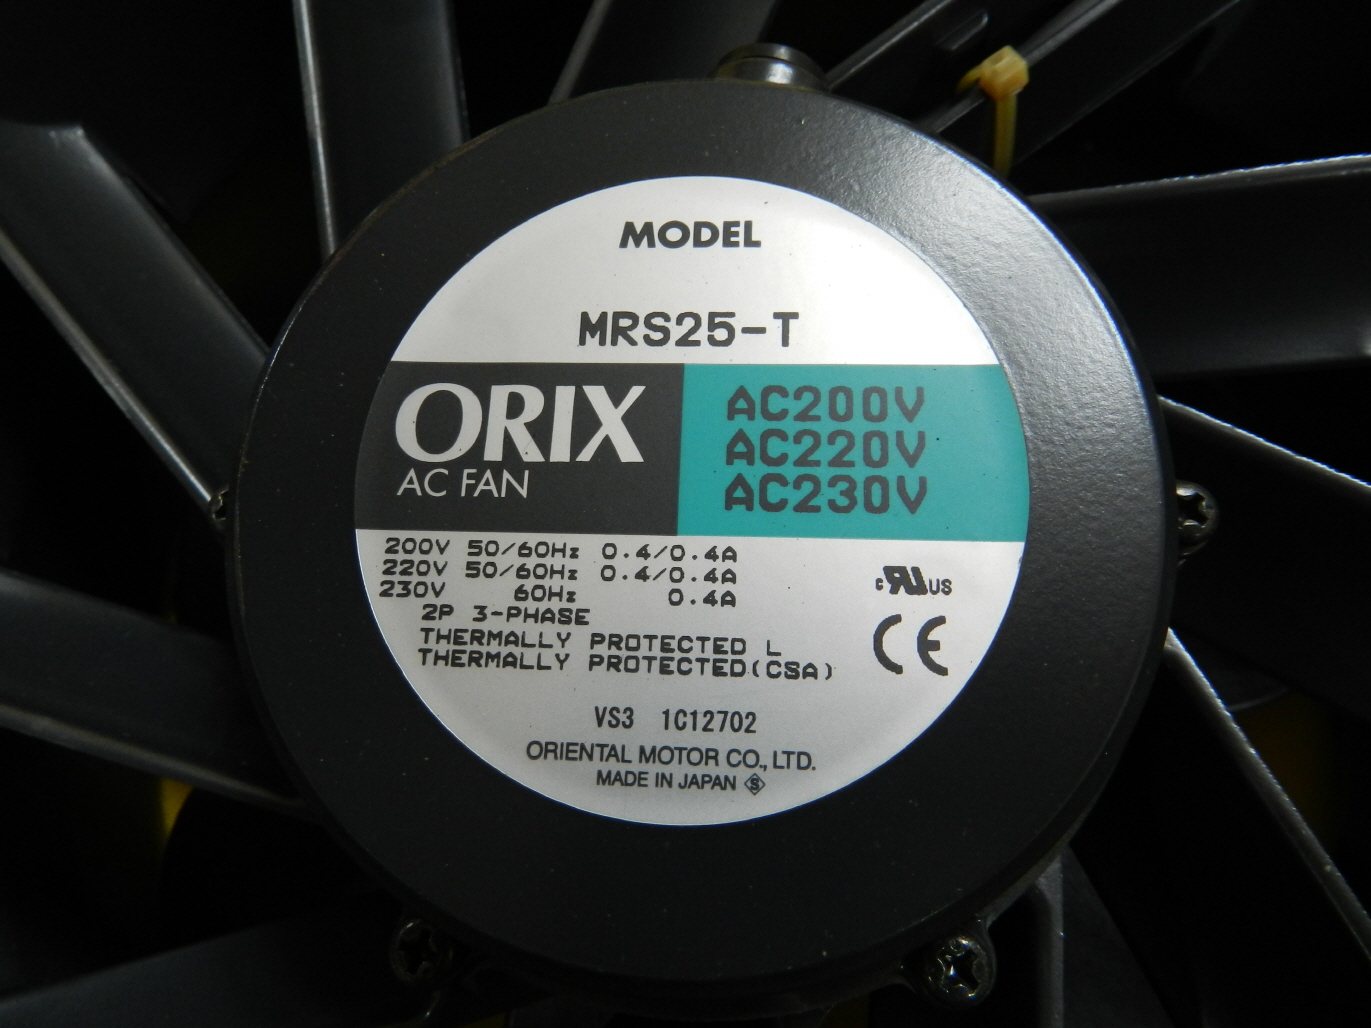 MODEL
MRS25-T
ORIX
AC FAN
AC200V
AC220V
AC230V
200V 50/60Hz 0.4/0.4A
220V 50/60Hz 0.4/0.4A
230V 60Hz 0.4A
2P 3-PHASE
THERMALLY PROTECTED L
THERMALLY PROTECTED(CSA)
c RU US
CE
VS3 1C12702
ORIENTAL MOTOR CO., LTD.
MADE IN JAPAN S